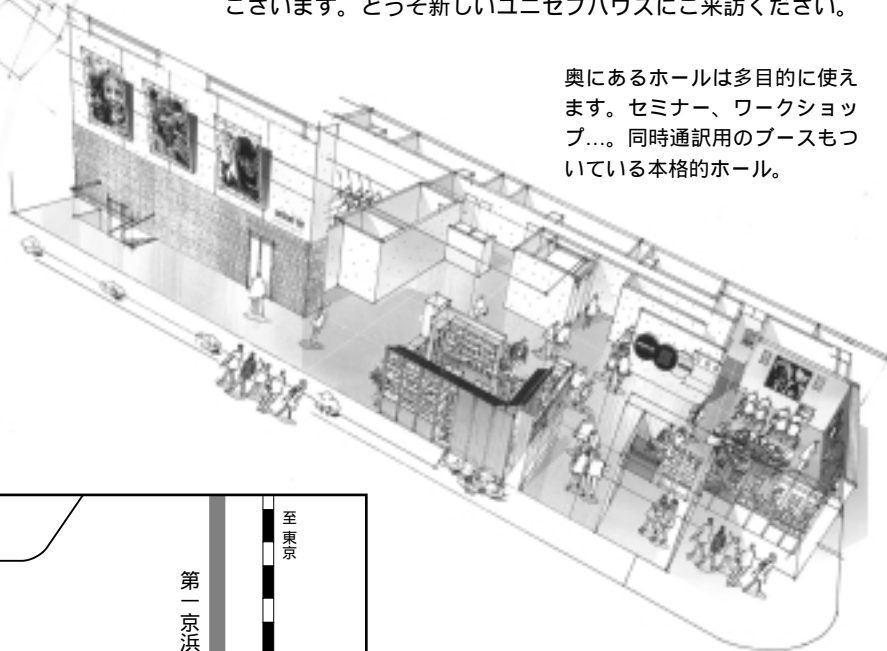 ございます。どうぞ新しいユニセフハウスにご来訪ください。
奥にあるホールは多目的に使え
ます。セミナー、ワークショッ
プ…。同時通訳用のブースもつ
いている本格的ホール。
至 東京
第一京浜